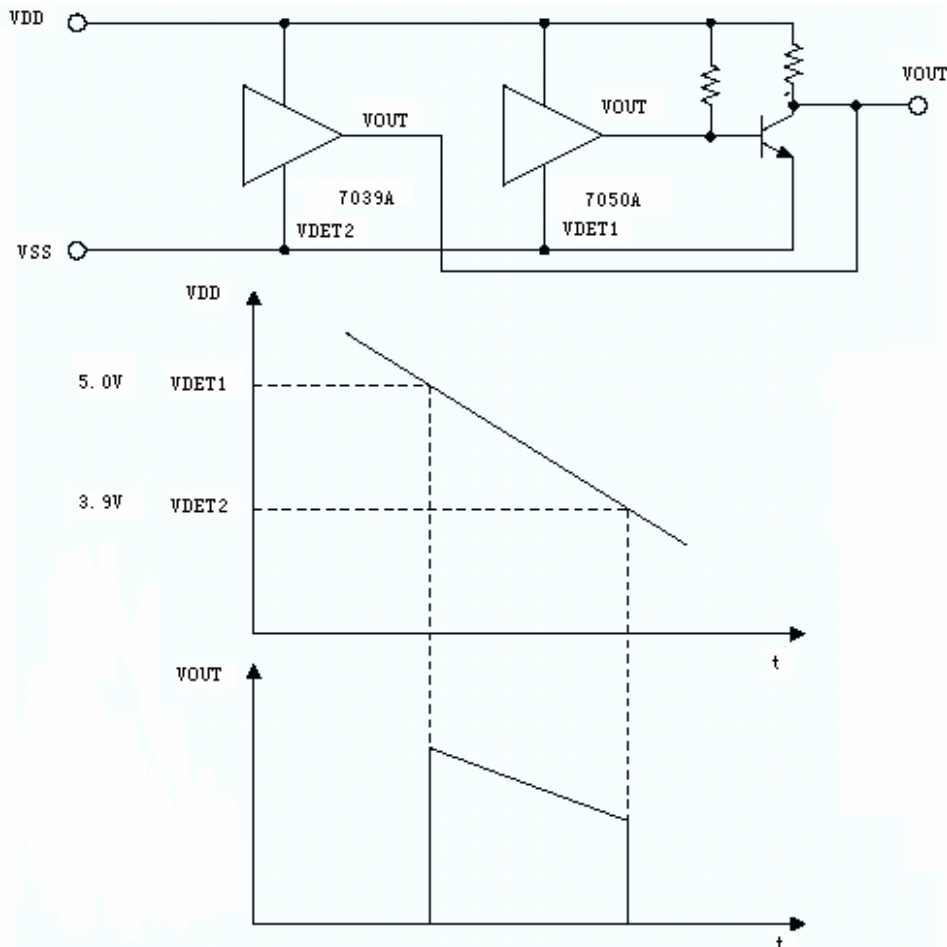 VDD
VOUT
VOUT
VOUT
7039A
7050A
VDET2
VDET1
VSS
VDD
5.0V VDET1
3.9V VDET2
t
VOUT
t